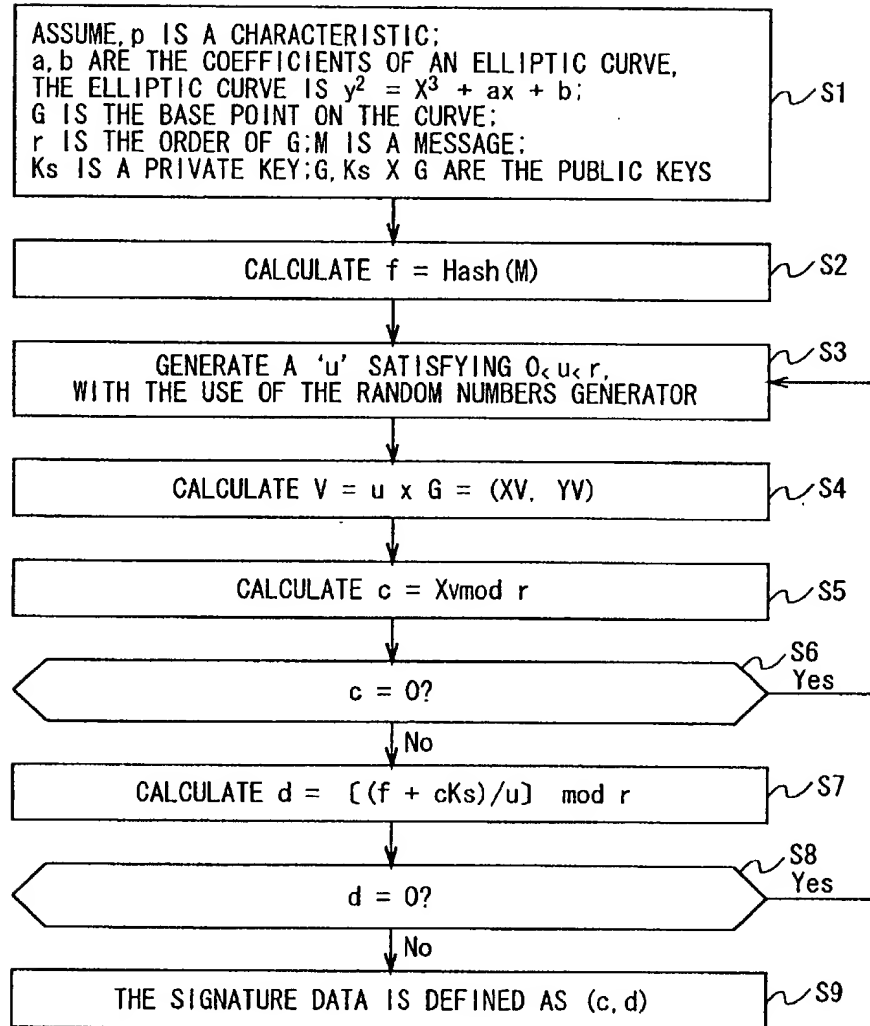 ASSUME, p IS A CHARACTERISTIC;
a, b ARE THE COEFFICIENTS OF AN ELLIPTIC CURVE,
THE ELLIPTIC CURVE IS y² = X³ + ax + b;
G IS THE BASE POINT ON THE CURVE;
r IS THE ORDER OF G;M IS A MESSAGE;
Ks IS A PRIVATE KEY;G, Ks X G ARE THE PUBLIC KEYS
S1
CALCULATE f = Hash(M)
S2
GENERATE A 'u' SATISFYING 0< u< r,
WITH THE USE OF THE RANDOM NUMBERS GENERATOR
S3
CALCULATE V = u x G = (XV, YV)
S4
CALCULATE c = Xvmod r
S5
c = 0?
S6
Yes
No
CALCULATE d = [(f + cKs)/u] mod r
S7
d = 0?
S8
Yes
No
THE SIGNATURE DATA IS DEFINED AS (c, d)
S9